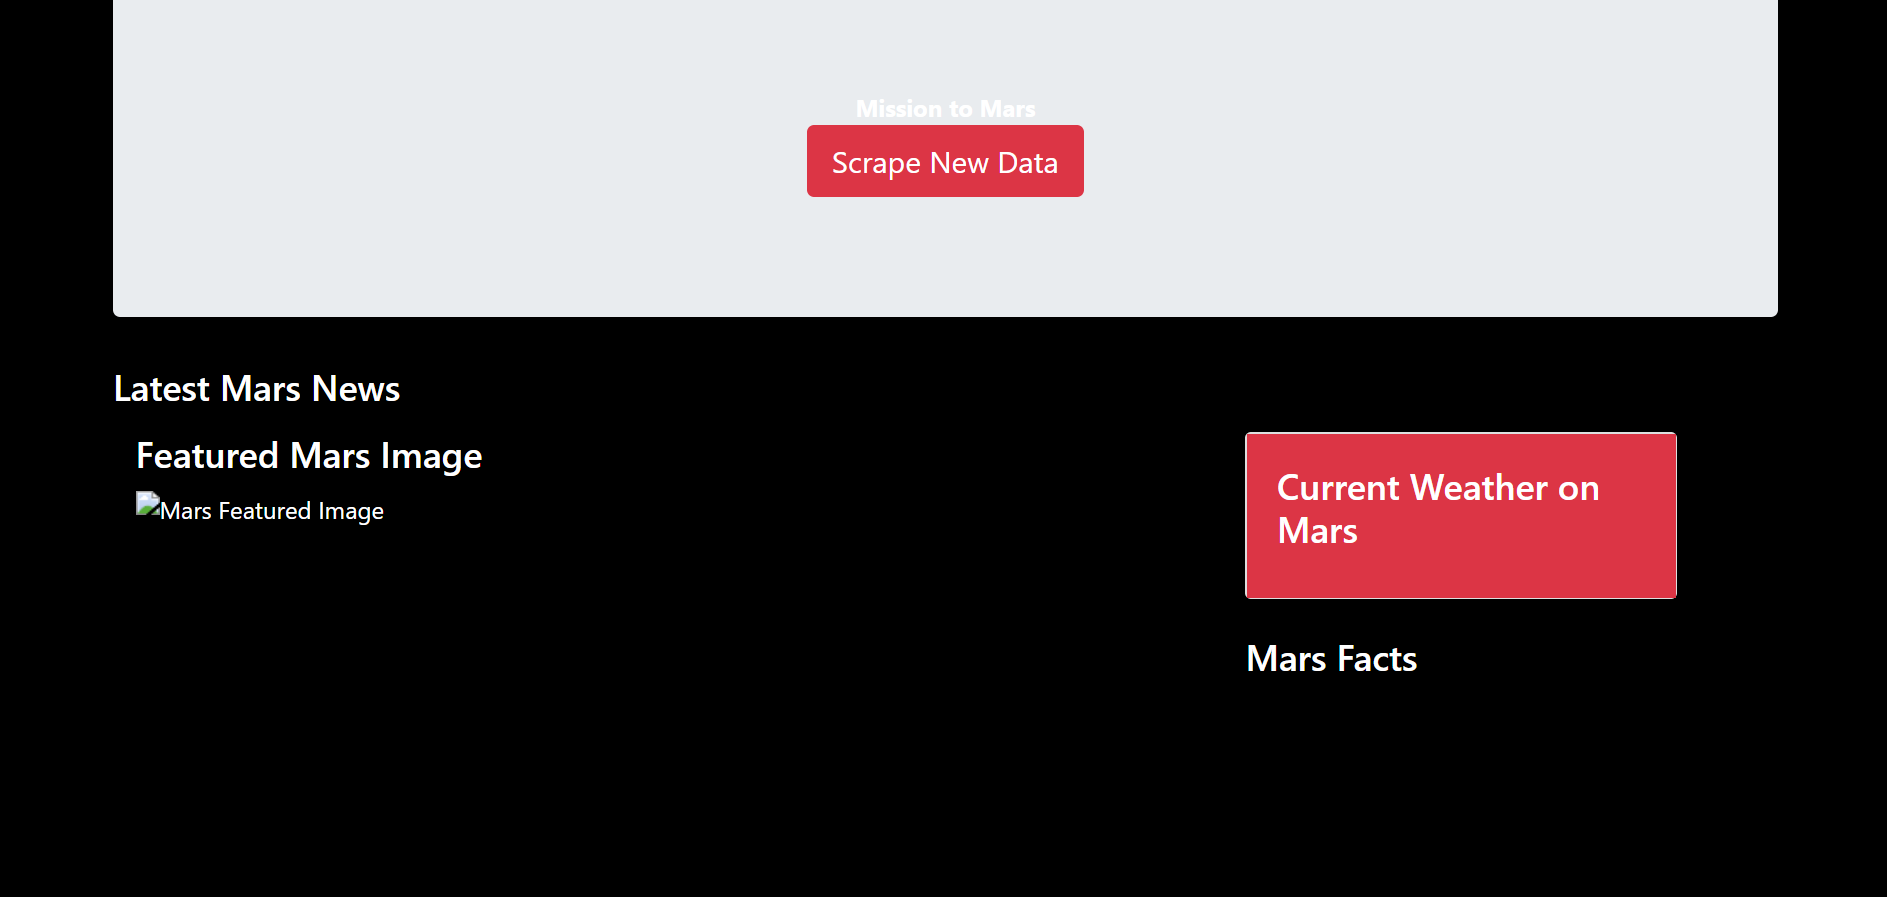 Mission to Mars
Scrape New Data
Latest Mars News
Featured Mars Image
Mars Featured Image
Current Weather on
Mars
Mars Facts